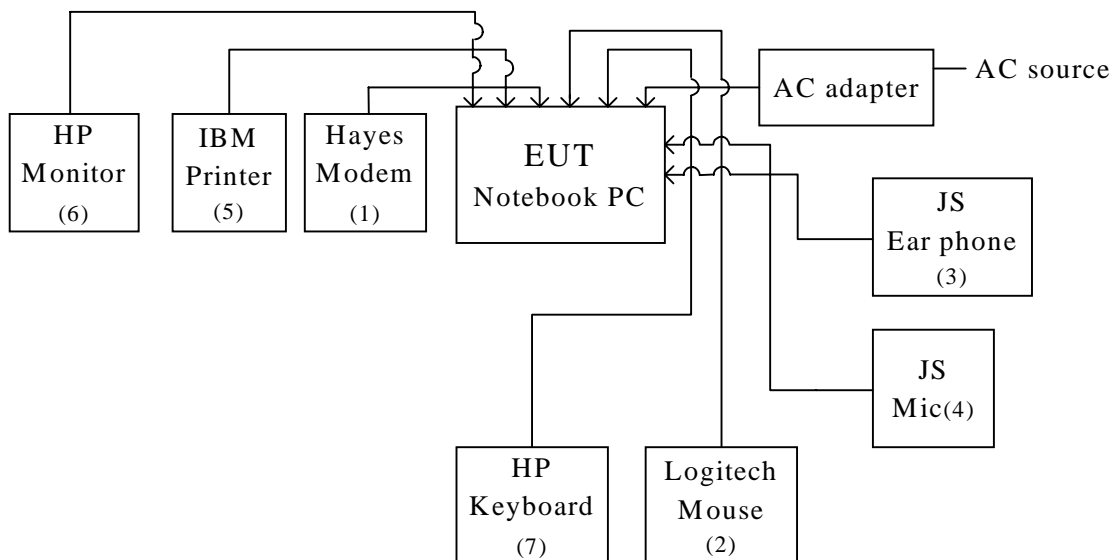 AC adapter
AC source
HP
Monitor
(6)
IBM
Printer
(5)
Hayes
Modem
(1)
EUT
Notebook PC
JS
Ear phone
(3)
JS
Mic(4)
HP
Keyboard
(7)
Logitech
Mouse
(2)